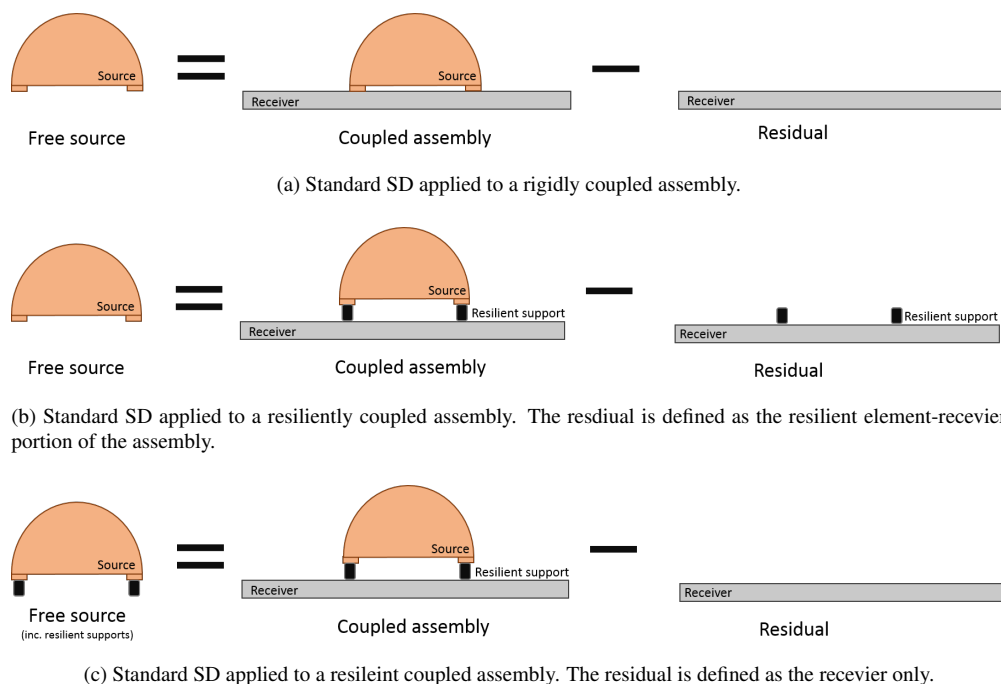 Source
Source
Receiver
Receiver
Free source
Coupled assembly
Residual
(a) Standard SD applied to a rigidly coupled assembly.
Source
Source
Resilient support
Resilient support
Receiver
Receiver
Free source
Coupled assembly
Residual
(b) Standard SD applied to a resiliently coupled assembly. The resdiual is defined as the resilient element-recevier
portion of the assembly.
Source
Source
Resilient support
Receiver
Receiver
Free source
(inc. resilient supports)
Coupled assembly
Residual
(c) Standard SD applied to a resileint coupled assembly. The residual is defined as the recevier only.